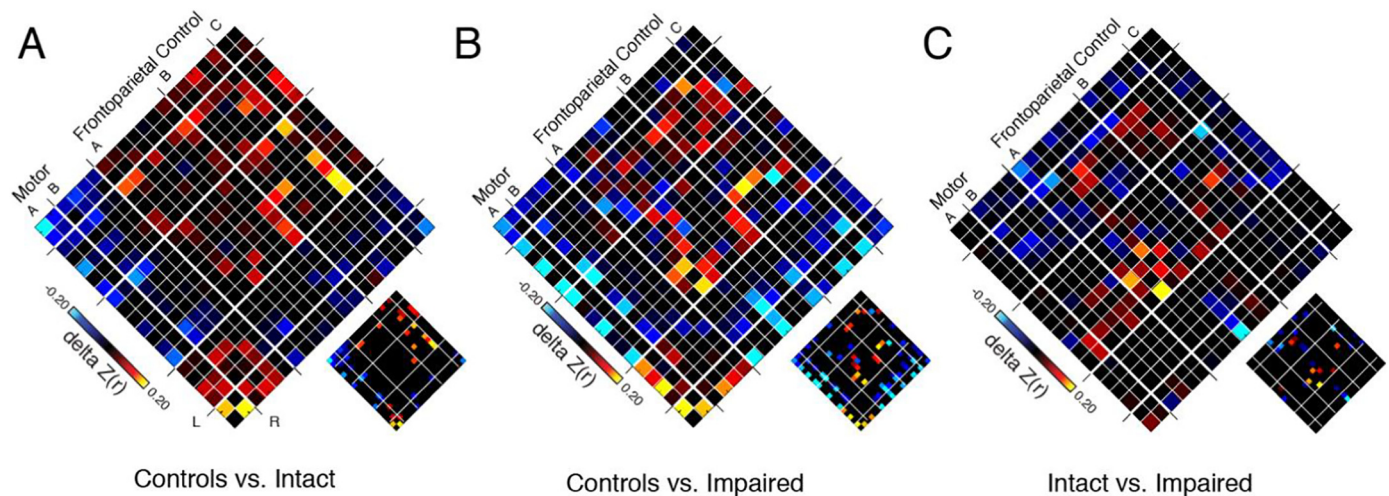 A
Motor
A
B
Frontoparietal Control
A
B
C
-0.20
delta Z(r)
0.20
L
R
Controls vs. Intact
B
Motor
A
B
Frontoparietal Control
A
B
C
-0.20
delta Z(r)
0.20
Controls vs. Impaired
C
Motor
A
B
Frontoparietal Control
A
B
C
-0.20
delta Z(r)
0.20
Intact vs. Impaired